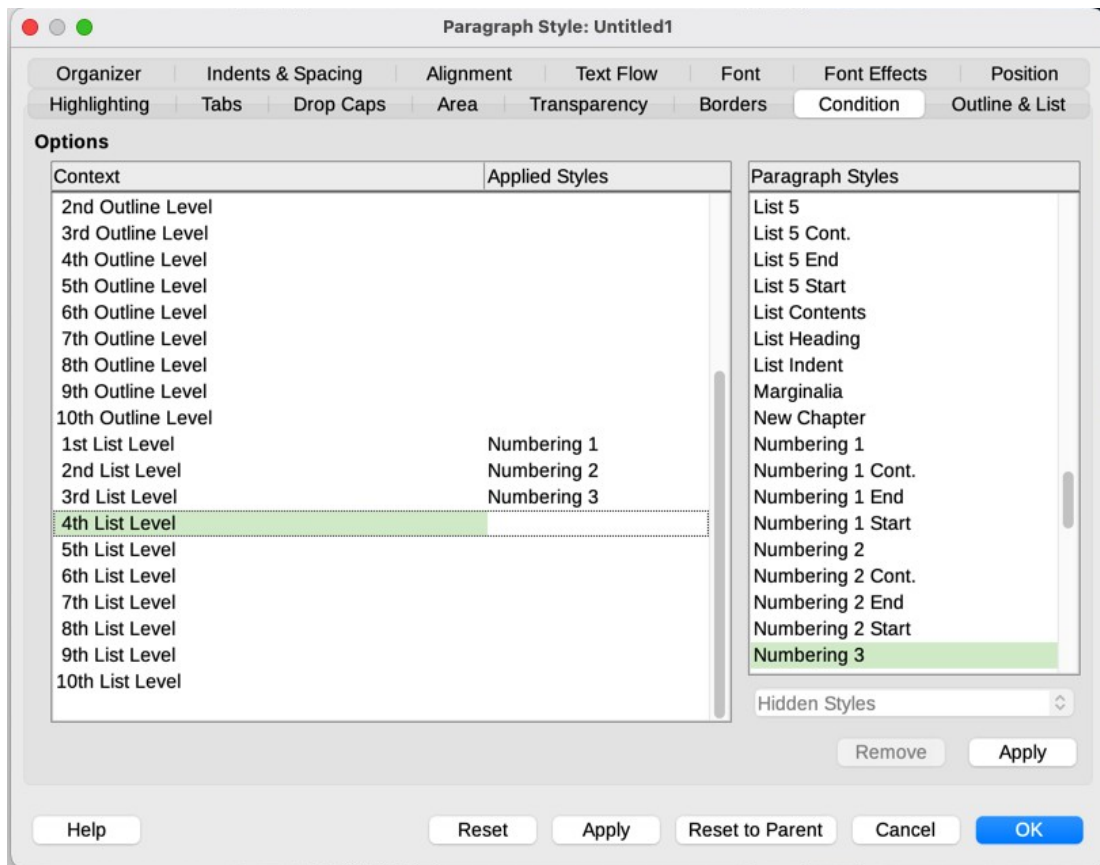 Paragraph Style: Untitled1
Organizer Indents & Spacing Alignment Text Flow Font Font Effects Position
Highlighting Tabs Drop Caps Area Transparency Borders Condition Outline & List
Options
Context Applied Styles
2nd Outline Level
3rd Outline Level
4th Outline Level
5th Outline Level
6th Outline Level
7th Outline Level
8th Outline Level
9th Outline Level
10th Outline Level
1st List Level Numbering 1
2nd List Level Numbering 2
3rd List Level Numbering 3
4th List Level
5th List Level
6th List Level
7th List Level
8th List Level
9th List Level
10th List Level
Paragraph Styles
List 5
List 5 Cont.
List 5 End
List 5 Start
List Contents
List Heading
List Indent
Marginalia
New Chapter
Numbering 1
Numbering 1 Cont.
Numbering 1 End
Numbering 1 Start
Numbering 2
Numbering 2 Cont.
Numbering 2 End
Numbering 2 Start
Numbering 3
Hidden Styles
Remove Apply
Help Reset Apply Reset to Parent Cancel OK